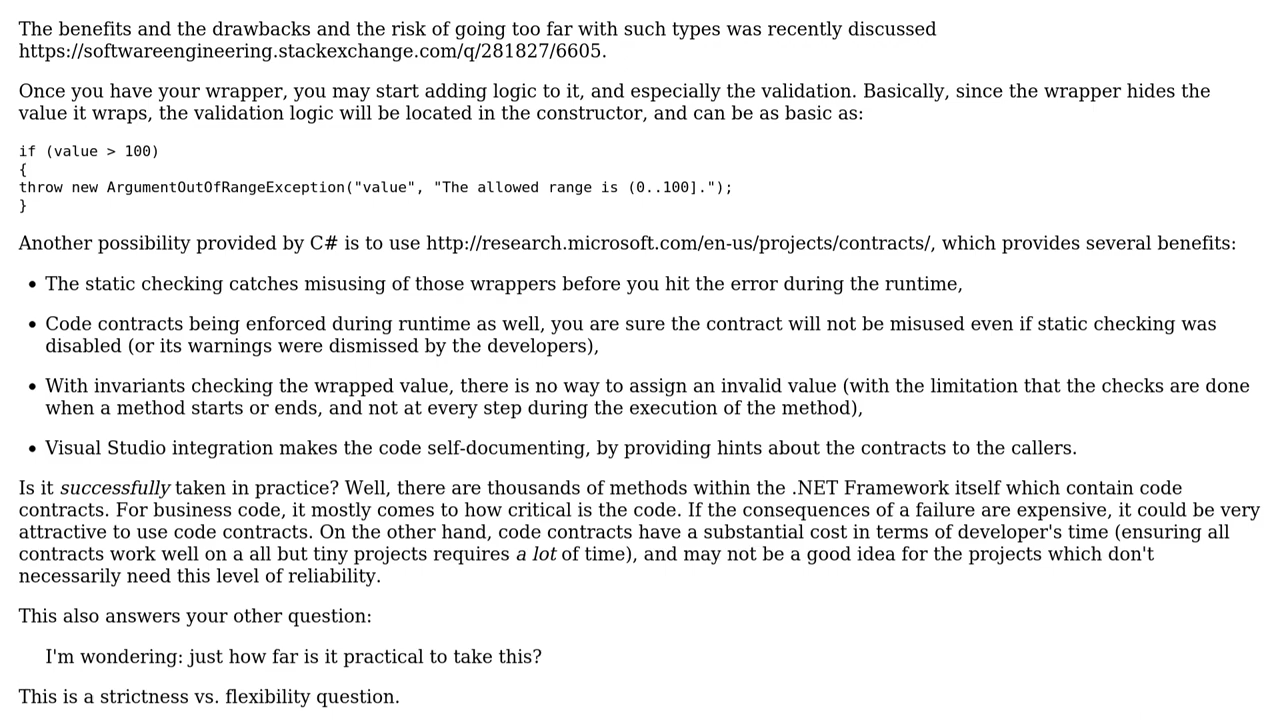 The benefits and the drawbacks and the risk of going too far with such types was recently discussed
https://softwareengineering.stackexchange.com/q/281827/6605.
Once you have your wrapper, you may start adding logic to it, and especially the validation. Basically, since the wrapper hides the
value it wraps, the validation logic will be located in the constructor, and can be as basic as:
if (value > 100)
{
throw new ArgumentOutOfRangeException("value", "The allowed range is (0..100].");
}
Another possibility provided by C# is to use http://research.microsoft.com/en-us/projects/contracts/, which provides several benefits:
• The static checking catches misusing of those wrappers before you hit the error during the runtime,
• Code contracts being enforced during runtime as well, you are sure the contract will not be misused even if static checking was
disabled (or its warnings were dismissed by the developers),
• With invariants checking the wrapped value, there is no way to assign an invalid value (with the limitation that the checks are done
when a method starts or ends, and not at every step during the execution of the method),
• Visual Studio integration makes the code self-documenting, by providing hints about the contracts to the callers.
Is it successfully taken in practice? Well, there are thousands of methods within the .NET Framework itself which contain code
contracts. For business code, it mostly comes to how critical is the code. If the consequences of a failure are expensive, it could be very
attractive to use code contracts. On the other hand, code contracts have a substantial cost in terms of developer's time (ensuring all
contracts work well on a all but tiny projects requires a lot of time), and may not be a good idea for the projects which don't
necessarily need this level of reliability.
This also answers your other question:
I'm wondering: just how far is it practical to take this?
This is a strictness vs. flexibility question.